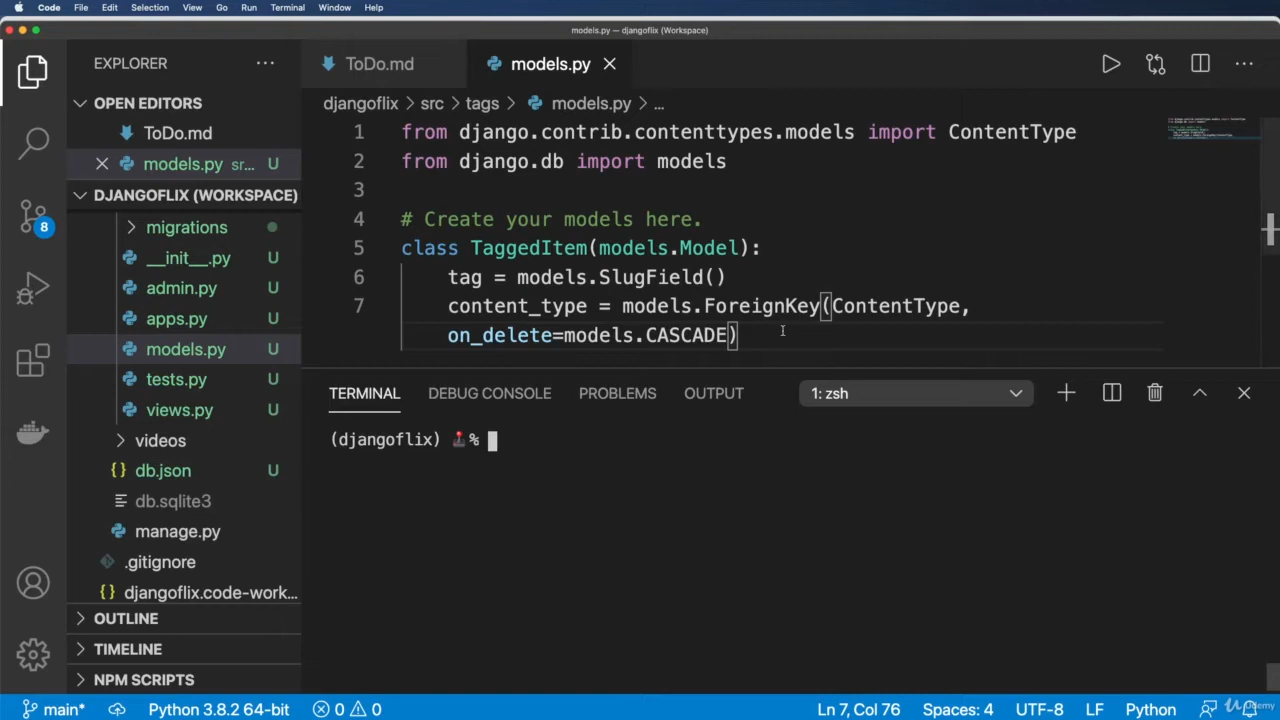 Code File Edit Selection View Go Run Terminal Window Help
models.py — djangoflix (Workspace)
EXPLORER ...
ToDo.md
models.py
OPEN EDITORS
ToDo.md
models.py sr... U
DJANGOFLIX (WORKSPACE)
migrations
__init__.py U
admin.py U
apps.py U
models.py U
tests.py U
views.py U
videos
db.json U
db.sqlite3
manage.py
.gitignore
djangoflix.code-work...
OUTLINE
TIMELINE
NPM SCRIPTS
8
djangoflix > src > tags > models.py > ...
1 from django.contrib.contenttypes.models import ContentType
2 from django.db import models
3
4 # Create your models here.
5 class TaggedItem(models.Model):
6 tag = models.SlugField()
7 content_type = models.ForeignKey(ContentType,
on_delete=models.CASCADE)
TERMINAL DEBUG CONSOLE PROBLEMS OUTPUT 1: zsh
(djangoflix) 🕹️%
main* Python 3.8.2 64-bit 0 0 Ln 7, Col 76 Spaces: 4 UTF-8 LF Python
Udemy